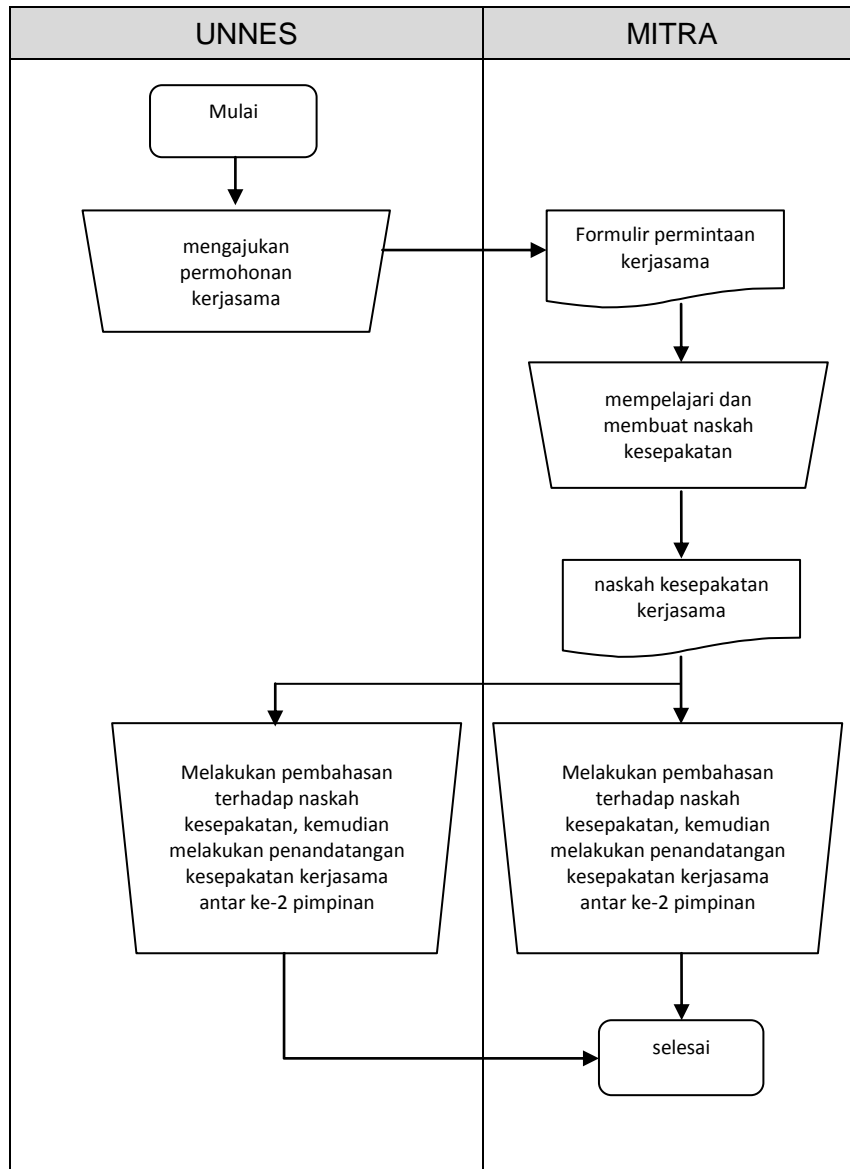 UNNES
MITRA
Mulai
mengajukan
permohonan
kerjasama
Formulir permintaan
kerjasama
mempelajari dan
membuat naskah
kesepakatan
naskah kesepakatan
kerjasama
Melakukan pembahasan
terhadap naskah
kesepakatan, kemudian
melakukan penandatangan
kesepakatan kerjasama
antar ke-2 pimpinan
Melakukan pembahasan
terhadap naskah
kesepakatan, kemudian
melakukan penandatangan
kesepakatan kerjasama
antar ke-2 pimpinan
selesai